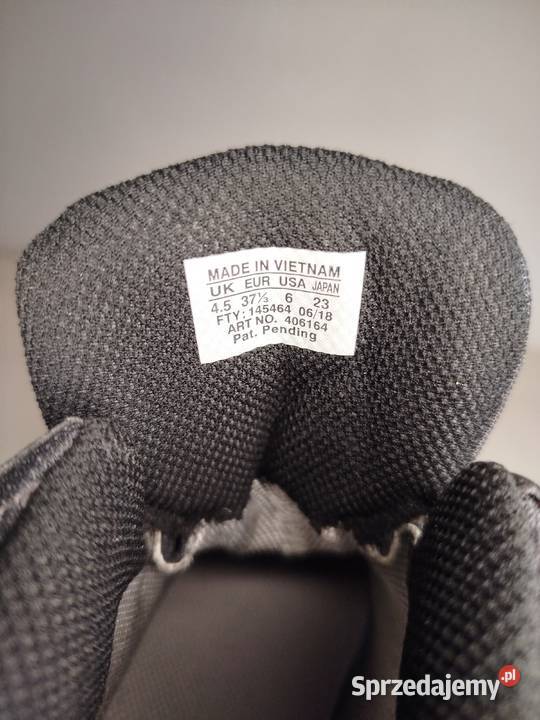 MADE IN VIETNAM
UK EUR USA JAPAN
4.5 37⅓ 6 23
FTY: 145464 06/18
ART NO. 406164
Pat. Pending
Sprzedajemy.pl